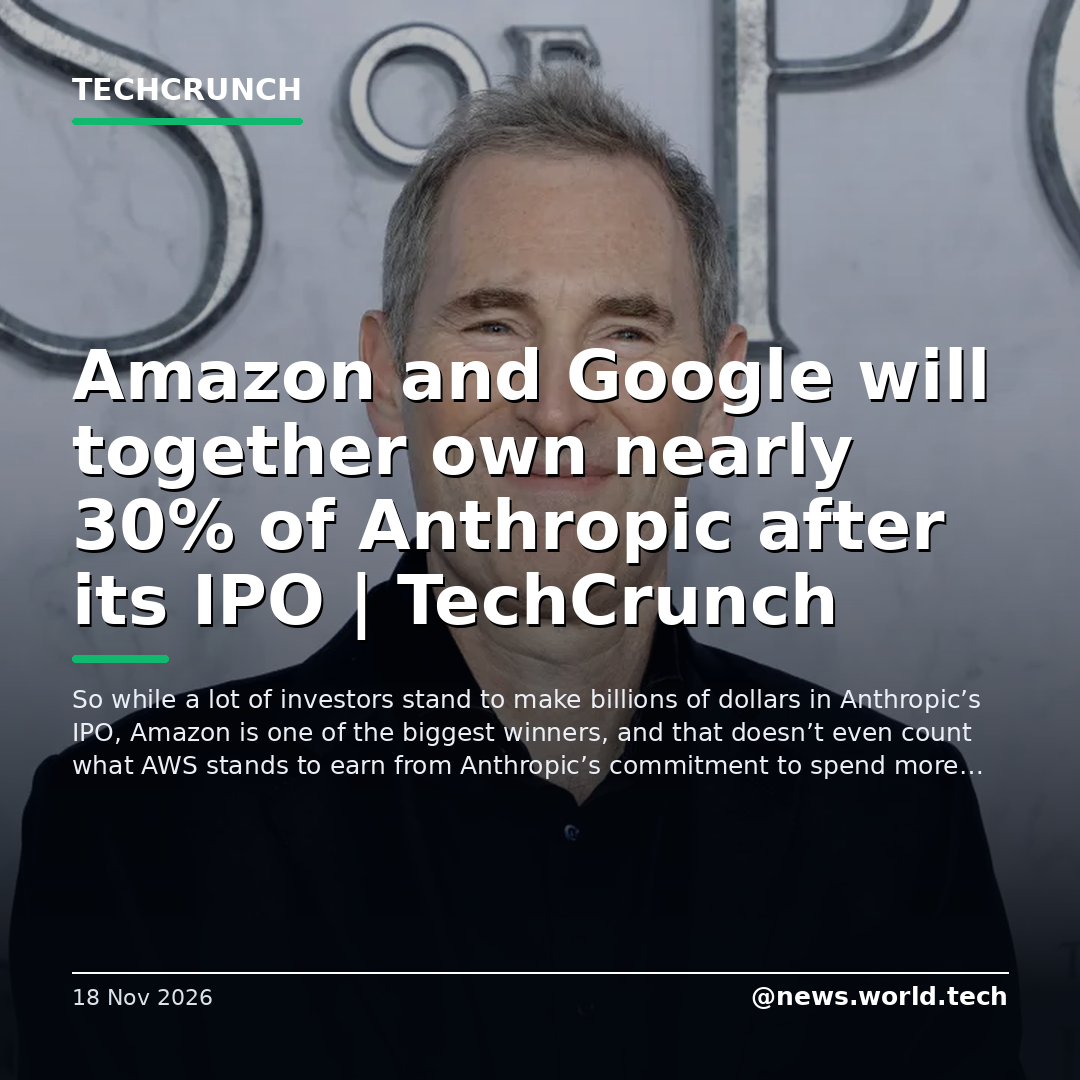 S OF PO
TECHCRUNCH
Amazon and Google will
together own nearly
30% of Anthropic after
its IPO | TechCrunch
So while a lot of investors stand to make billions of dollars in Anthropic’s
IPO, Amazon is one of the biggest winners, and that doesn’t even count
what AWS stands to earn from Anthropic’s commitment to spend more…
18 Nov 2026
@news.world.tech